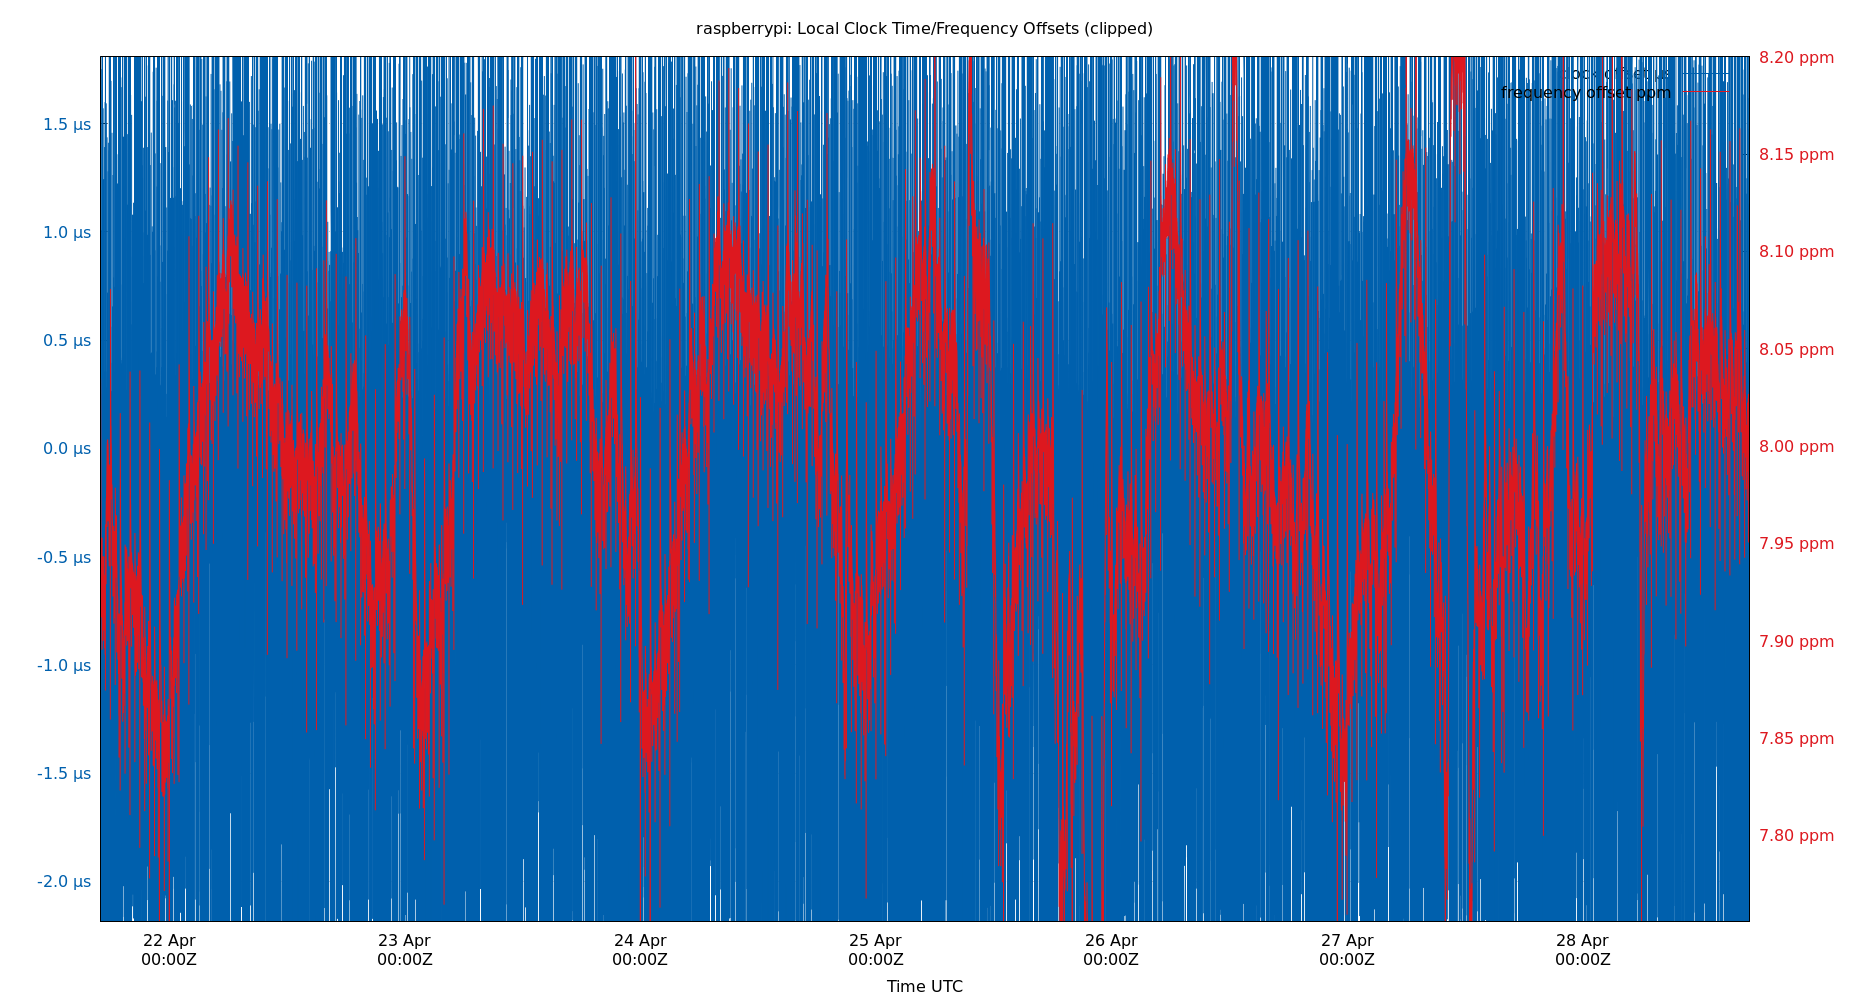 raspberrypi: Local Clock Time/Frequency Offsets (clipped)
clock offset µs
frequency offset ppm
1.5 µs
1.0 µs
0.5 µs
0.0 µs
-0.5 µs
-1.0 µs
-1.5 µs
-2.0 µs
8.20 ppm
8.15 ppm
8.10 ppm
8.05 ppm
8.00 ppm
7.95 ppm
7.90 ppm
7.85 ppm
7.80 ppm
22 Apr 23 Apr 24 Apr 25 Apr 26 Apr 27 Apr 28 Apr
00:00Z 00:00Z 00:00Z 00:00Z 00:00Z 00:00Z 00:00Z
Time UTC